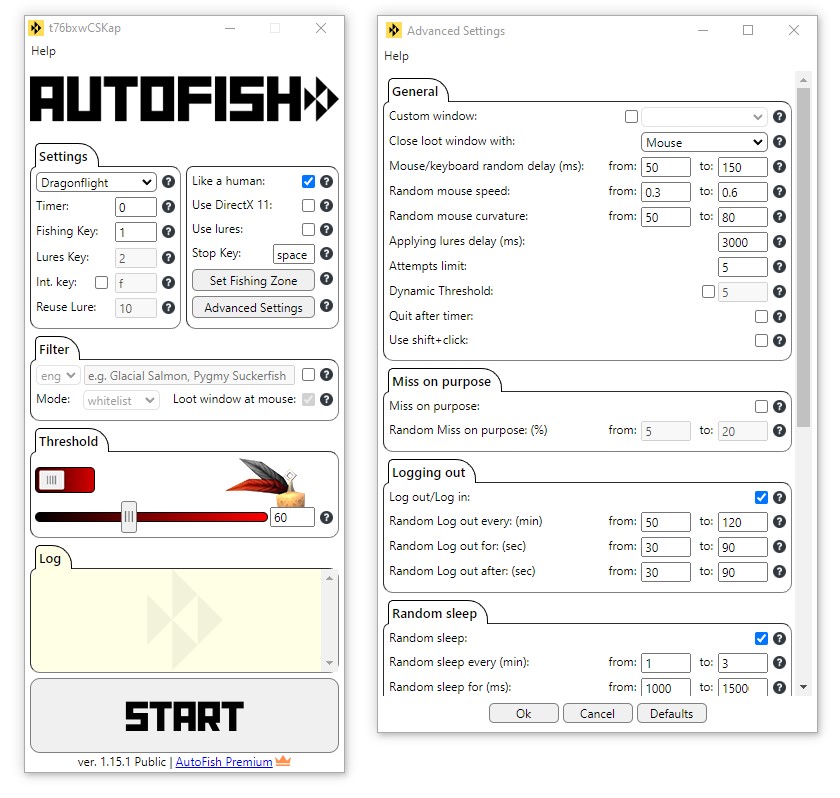 t76bxwCSKap
Help
AUTOFISH
Settings
Dragonflight
Timer: 0
Fishing Key: 1
Lures Key: 2
Int. key: f
Reuse Lure: 10
Like a human:
Use DirectX 11:
Use lures:
Stop Key: space
Set Fishing Zone
Advanced Settings
Filter
eng e.g. Glacial Salmon, Pygmy Suckerfish
Mode: whitelist Loot window at mouse:
Threshold
60
Log
START
ver. 1.15.1 Public | AutoFish Premium
Advanced Settings
Help
General
Custom window:
Close loot window with: Mouse
Mouse/keyboard random delay (ms): from: 50 to: 150
Random mouse speed: from: 0.3 to: 0.6
Random mouse curvature: from: 50 to: 80
Applying lures delay (ms): 3000
Attempts limit: 5
Dynamic Threshold: 5
Quit after timer:
Use shift+click:
Miss on purpose
Miss on purpose:
Random Miss on purpose: (%) from: 5 to: 20
Logging out
Log out/Log in:
Random Log out every: (min) from: 50 to: 120
Random Log out for: (sec) from: 30 to: 90
Random Log out after: (sec) from: 30 to: 90
Random sleep
Random sleep:
Random sleep every (min): from: 1 to: 3
Random sleep for (ms): from: 1000 to: 1500
Ok Cancel Defaults